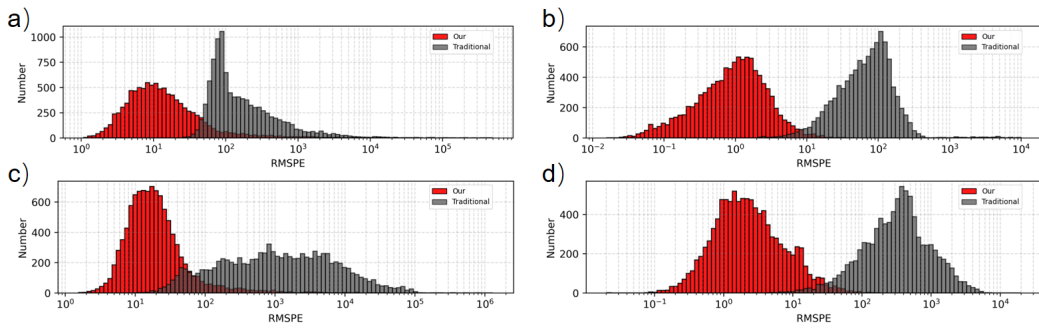 a)
1000
750
500
250
0
Number
10^0 10^1 10^2 10^3 10^4 10^5
RMSPE
Our
Traditional
b)
600
400
200
0
Number
10^-2 10^-1 10^0 10^1 10^2 10^3 10^4
RMSPE
Our
Traditional
c)
600
400
200
0
Number
10^0 10^1 10^2 10^3 10^4 10^5 10^6
RMSPE
Our
Traditional
d)
400
200
0
Number
10^-1 10^0 10^1 10^2 10^3 10^4
RMSPE
Our
Traditional